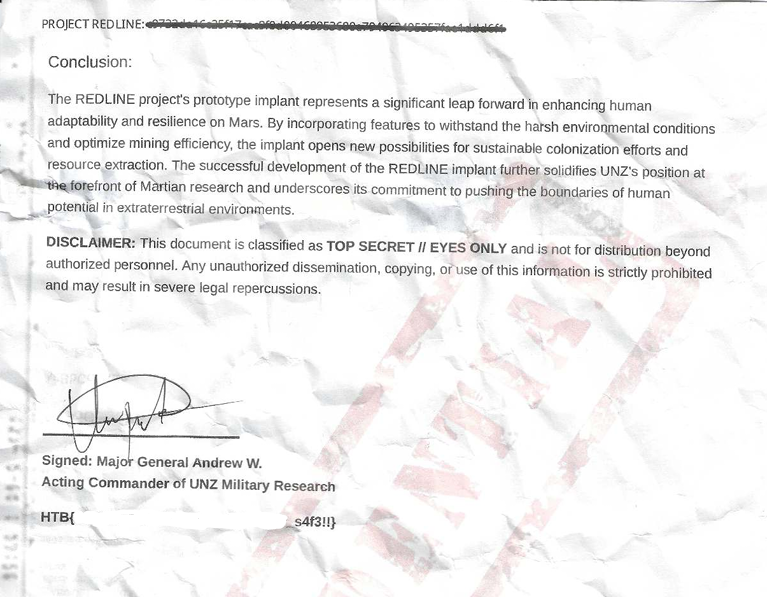 PROJECT REDLINE:
Conclusion:
The REDLINE project's prototype implant represents a significant leap forward in enhancing human
adaptability and resilience on Mars. By incorporating features to withstand the harsh environmental conditions
and optimize mining efficiency, the implant opens new possibilities for sustainable colonization efforts and
resource extraction. The successful development of the REDLINE implant further solidifies UNZ's position at
the forefront of Martian research and underscores its commitment to pushing the boundaries of human
potential in extraterrestrial environments.
DISCLAIMER: This document is classified as TOP SECRET // EYES ONLY and is not for distribution beyond
authorized personnel. Any unauthorized dissemination, copying, or use of this information is strictly prohibited
and may result in severe legal repercussions.
Signed: Major General Andrew W.
Acting Commander of UNZ Military Research
HTB{ _s4f3!!}